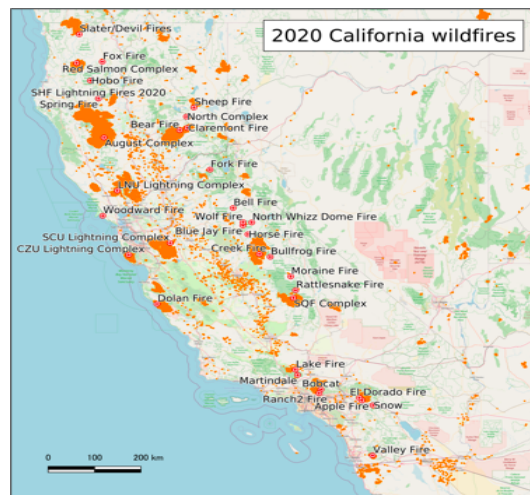 2020 California wildfires
Slater/Devil Fires
Fox Fire
Red Salmon Complex
Hobo Fire
SHF Lightning Fires 2020
Spring Fire
Sheep Fire
North Complex
Bear Fire
Claremont Fire
August Complex
Fork Fire
LNU Lightning Complex
Bell Fire
Woodward Fire
Wolf Fire
North Whizz Dome Fire
Blue Jay Fire
Horse Fire
SCU Lightning Complex
CZU Lightning Complex
Creek Fire
Bullfrog Fire
Moraine Fire
Rattlesnake Fire
Dolan Fire
SQF Complex
Lake Fire
Martindale
Bobcat
Ranch2 Fire
El Dorado Fire
Apple Fire
Snow
Valley Fire
0 100 200 km